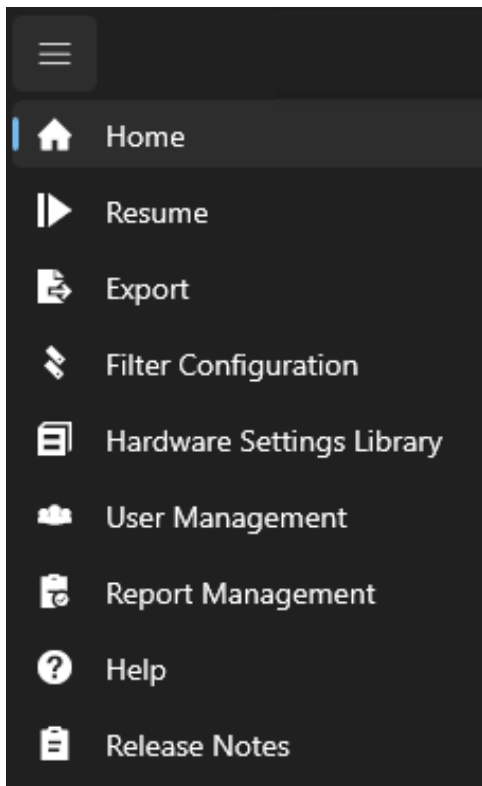 Home
Resume
Export
Filter Configuration
Hardware Settings Library
User Management
Report Management
Help
Release Notes